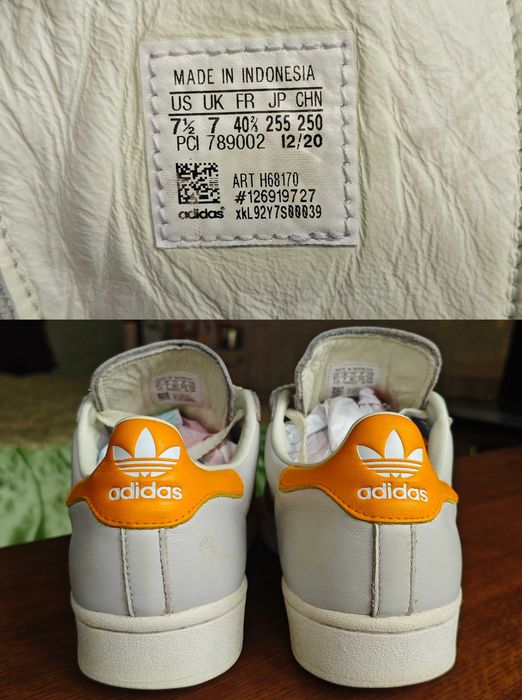 MADE IN INDONESIA
US UK FR JP CHN
7½ 7 40⅔ 255 250
PCI 789002 12/20
ART H68170
#126919727
adidas xkL92Y7S00039
adidas
adidas